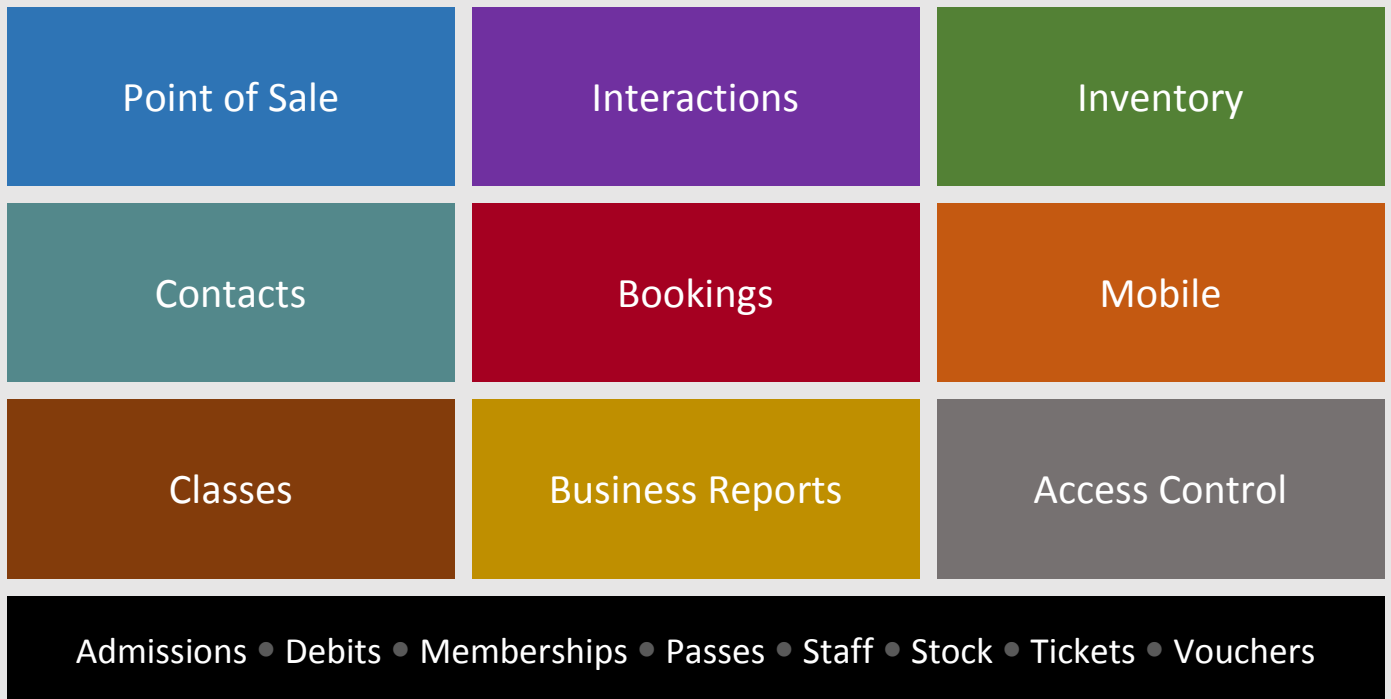 Point of Sale
Interactions
Inventory
Contacts
Bookings
Mobile
Classes
Business Reports
Access Control
Admissions • Debits • Memberships • Passes • Staff • Stock • Tickets • Vouchers